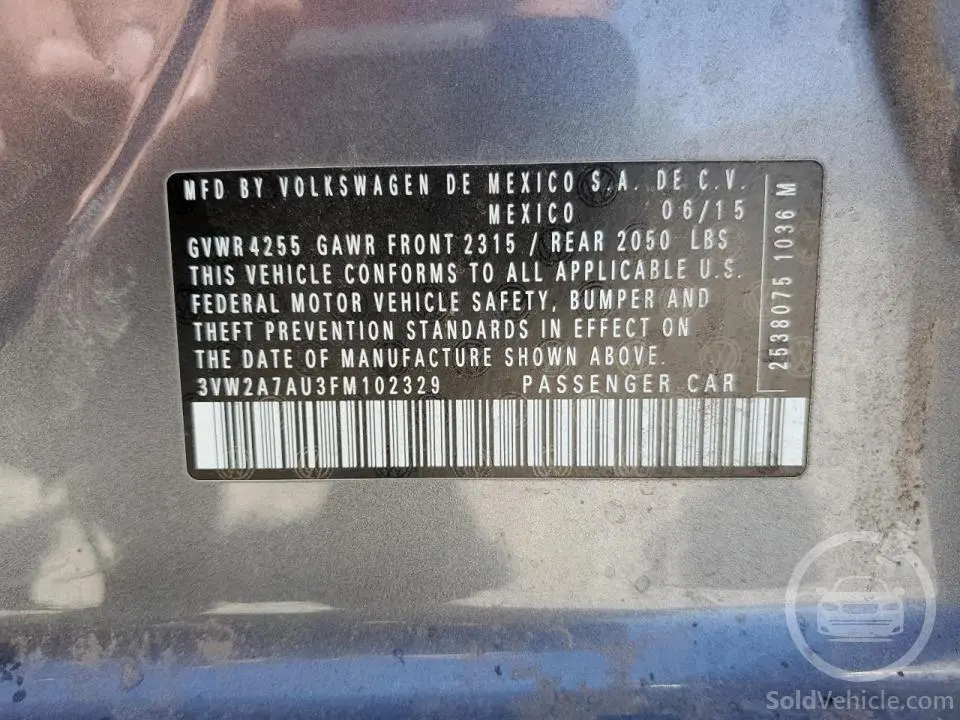 MFD BY VOLKSWAGEN DE MEXICO S.A. DE C.V.
MEXICO 06/15
GVWR 4255 GAWR FRONT 2315 / REAR 2050 LBS
THIS VEHICLE CONFORMS TO ALL APPLICABLE U.S.
FEDERAL MOTOR VEHICLE SAFETY, BUMPER AND
THEFT PREVENTION STANDARDS IN EFFECT ON
THE DATE OF MANUFACTURE SHOWN ABOVE.
3VW2A7AU3FM102329 PASSENGER CAR
2538075 1036 M
SoldVehicle.com